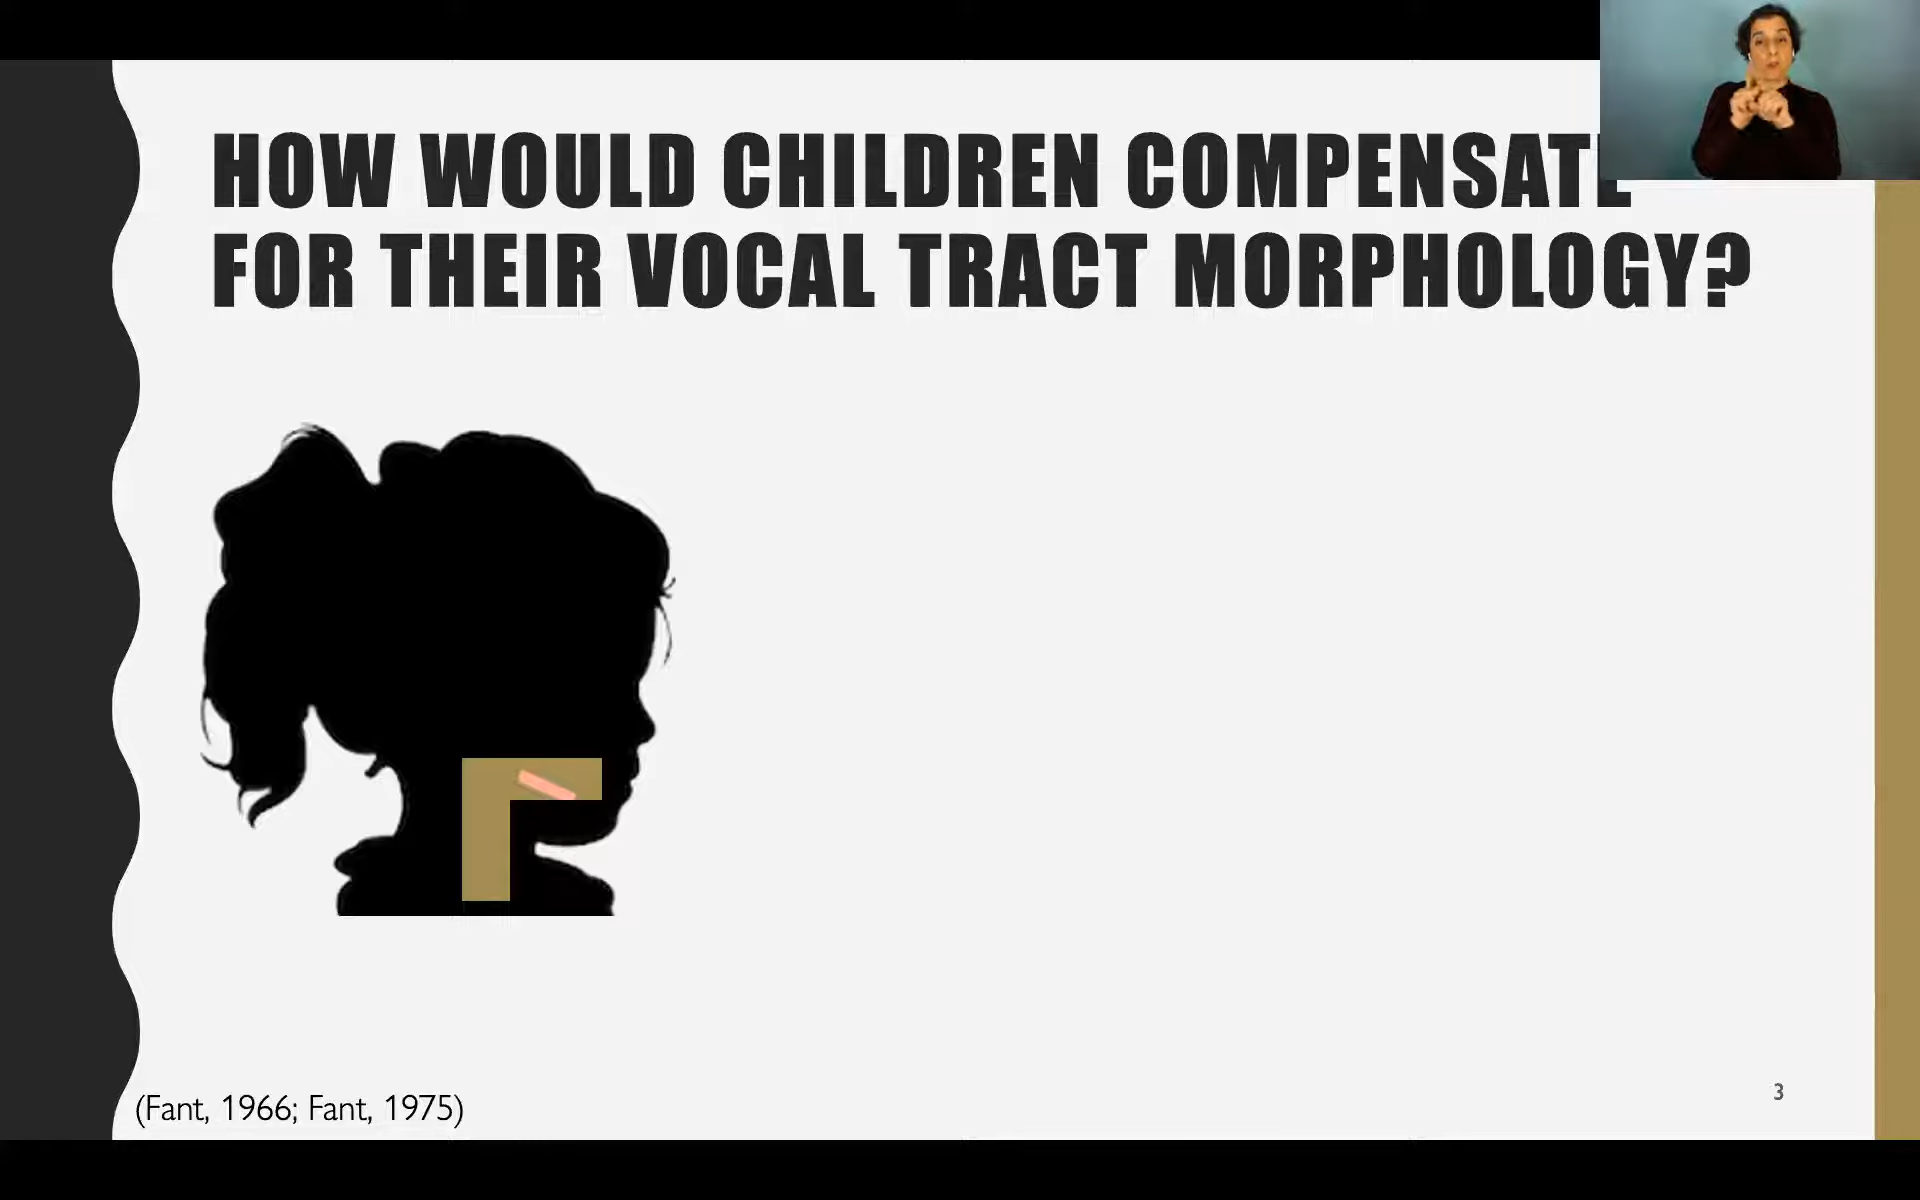 HOW WOULD CHILDREN COMPENSATE
FOR THEIR VOCAL TRACT MORPHOLOGY?
(Fant, 1966; Fant, 1975)
3